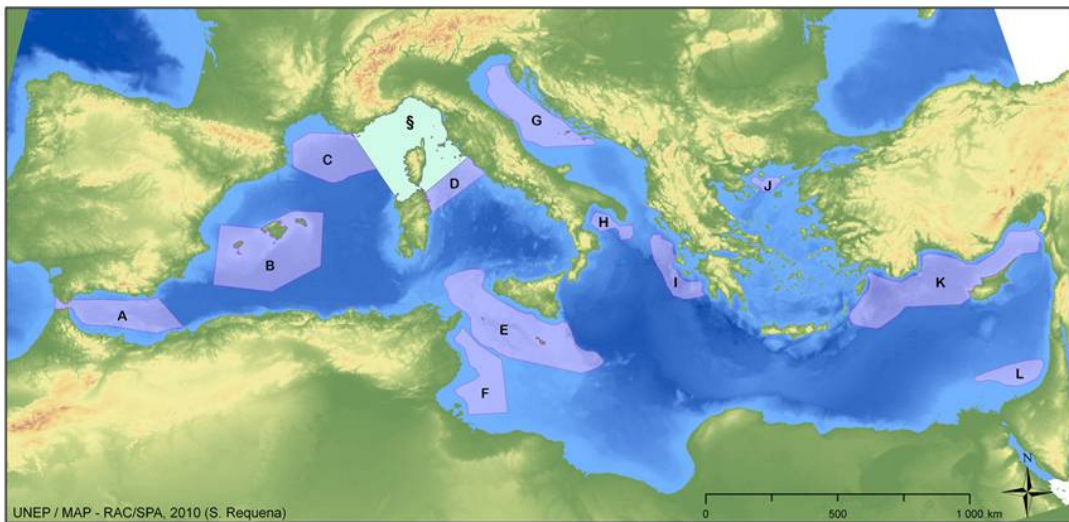 §
G
C
D
J
H
B
I
K
A
E
L
F
N
UNEP / MAP - RAC/SPA, 2010 (S. Requena)
0 500 1 000 km